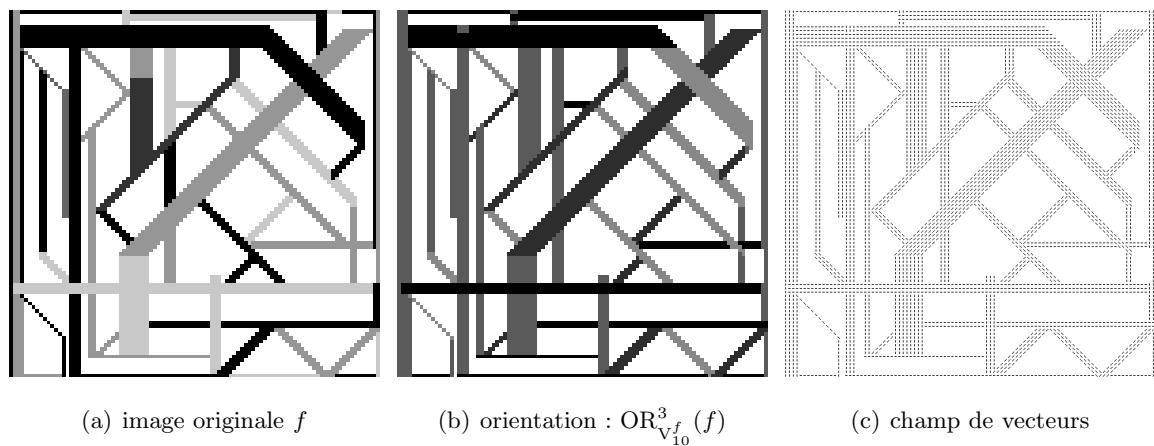 (a) image originale f
(b) orientation : OR³_{V^f_{10}}(f)
(c) champ de vecteurs